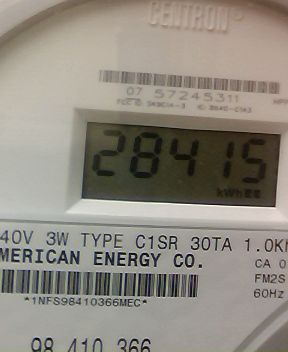 CENTRON®
07 57245311
28415
kWh
40V 3W TYPE C1SR 30TA 1.0K
MERICAN ENERGY CO.
CA 0
FM2S
*1NFS98410366MEC*
60Hz
98 410 366